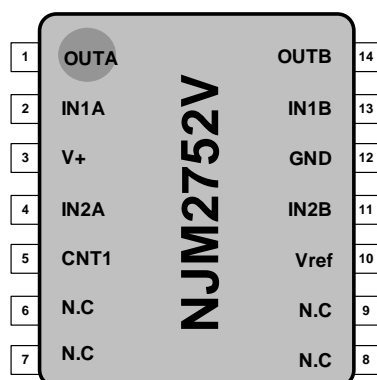 1 OUTA OUTB 14
2 IN1A IN1B 13
3 V+ GND 12
4 IN2A IN2B 11
5 CNT1 Vref 10
6 N.C N.C 9
7 N.C N.C 8
NJM2752V